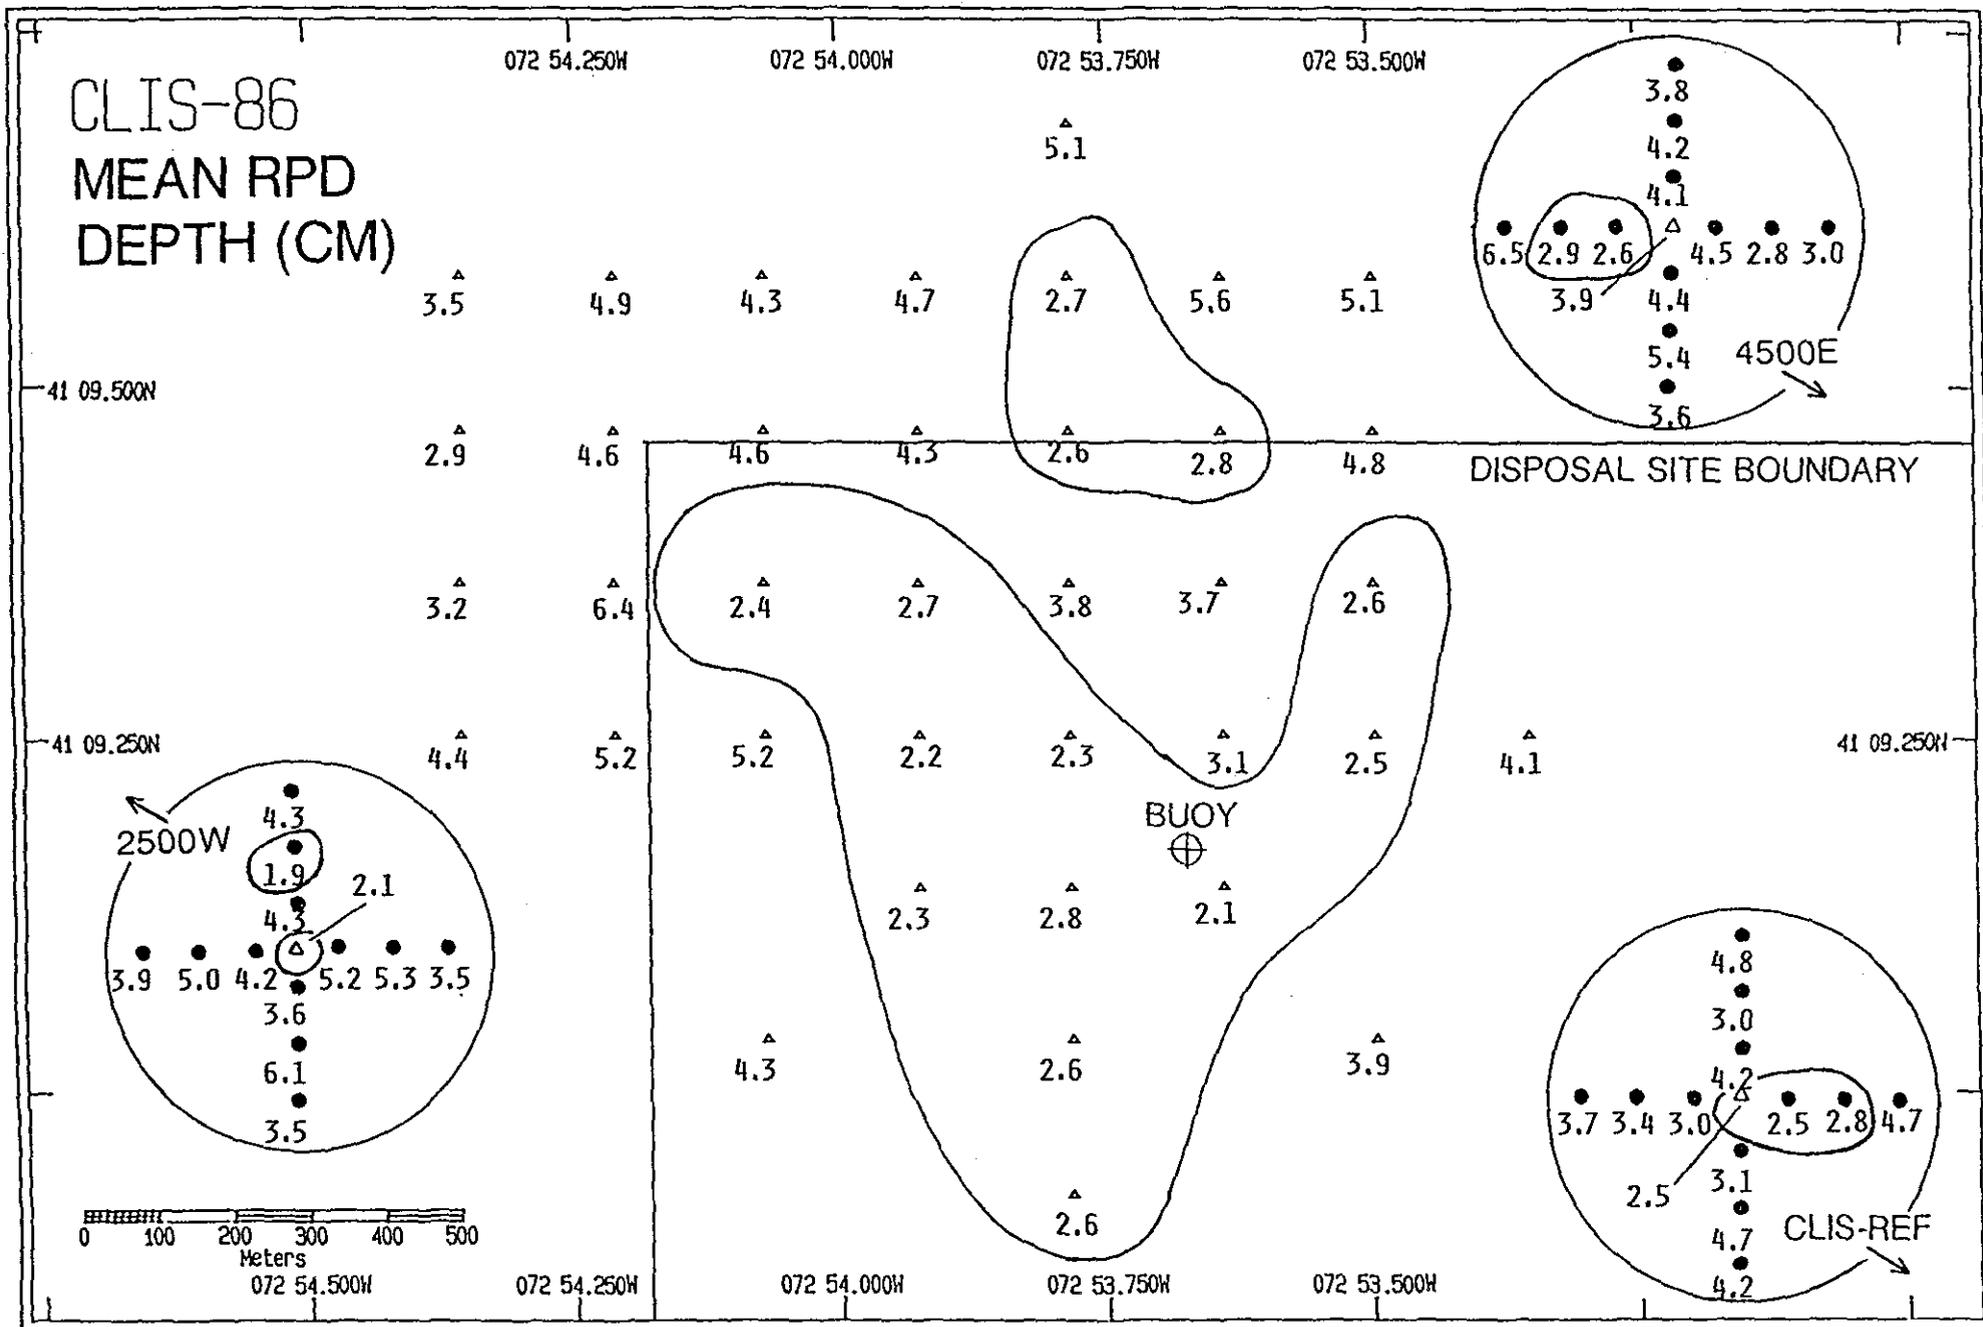 072 54.250W 072 54.000W 072 53.750W 072 53.500W
CLIS-86
MEAN RPD
DEPTH (CM)
5.1
3.5 4.9 4.3 4.7 2.7 5.6 5.1
41 09.500N
2.9 4.6 4.6 4.3 2.6 2.8 4.8
DISPOSAL SITE BOUNDARY
3.2 6.4 2.4 2.7 3.8 3.7 2.6
41 09.250N
41 09.250N
4.4 5.2 5.2 2.2 2.3 3.1 2.5 4.1
BUOY
2.3 2.8 2.1
4.3 2.6 3.9
2.6
3.8
4.2
4.1
6.5 2.9 2.6 4.5 2.8 3.0
3.9
4.4
5.4
3.6
4500E
2500W
4.3
1.9
2.1
4.3
3.9 5.0 4.2 5.2 5.3 3.5
3.6
6.1
3.5
4.8
3.0
4.2
3.7 3.4 3.0 2.5 2.8 4.7
2.5
3.1
4.7
4.2
CLIS-REF
0 100 200 300 400 500
Meters
072 54.500W 072 54.250W 072 54.000W 072 53.750W 072 53.500W